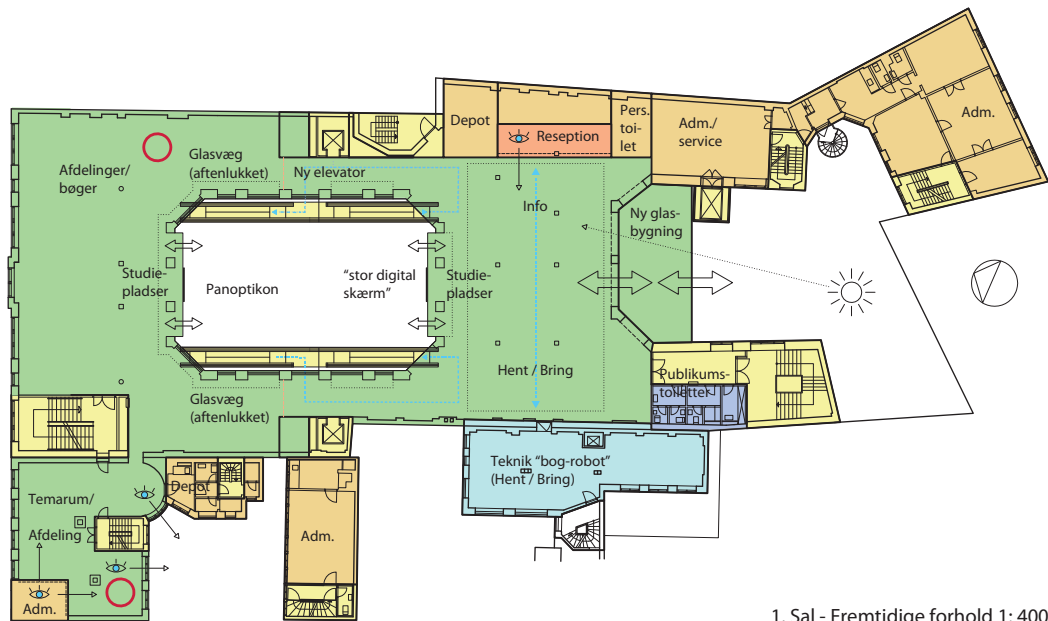 Depot
Reception
Pers.
toi-
let
Adm./
service
Adm.
Afdelinger/
bøger
Glasvæg
(aftenlukket)
Ny elevator
Info
Ny glas-
bygning
Studie-
pladser
Panoptikon
“stor digital
skærm”
Studie-
pladser
Hent / Bring
Publikums-
toiletter
Glasvæg
(aftenlukket)
Teknik “bog-robot”
(Hent / Bring)
Temarum/
Afdeling
Depot
Adm.
Adm.
1. Sal - Fremtidige forhold 1: 400